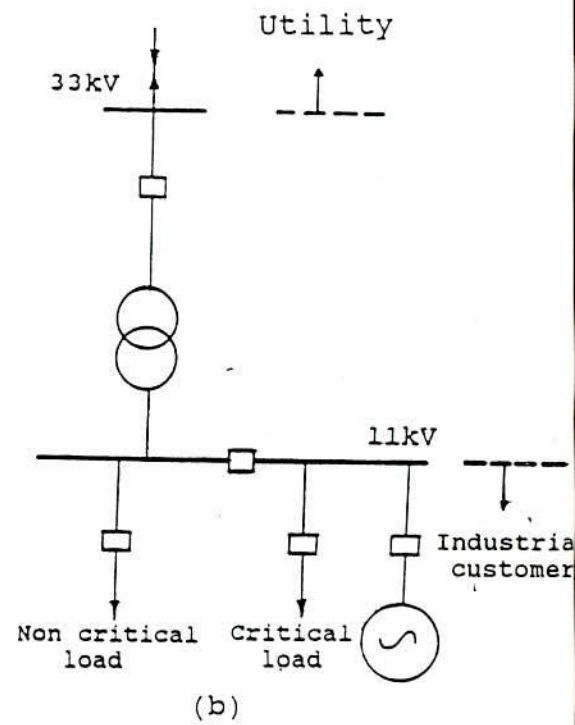 Utility
33kV
11kV
Industria
customer
Non critical
load
Critical
load
(b)